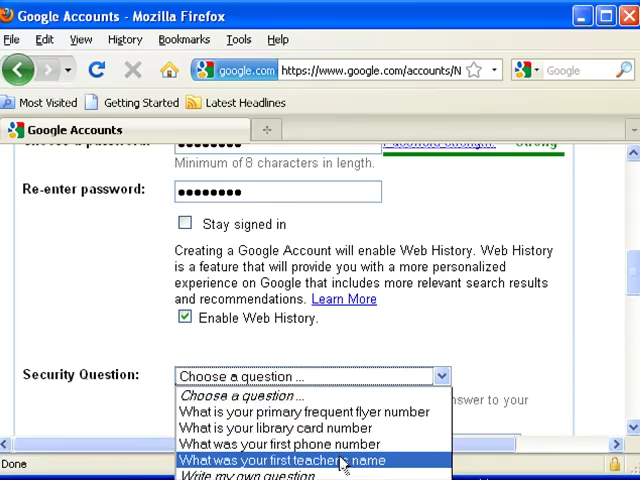 Google Accounts - Mozilla Firefox
File Edit View History Bookmarks Tools Help
google.com https://www.google.com/accounts/N Google
Most Visited Getting Started Latest Headlines
Google Accounts
Choose a password: Password strength: Strong
Minimum of 8 characters in length.
Re-enter password:
Stay signed in
Creating a Google Account will enable Web History. Web History
is a feature that will provide you with a more personalized
experience on Google that includes more relevant search results
and recommendations. Learn More
Enable Web History.
Security Question: Choose a question ...
Choose a question ...
What is your primary frequent flyer number
answer to your
What is your library card number
What was your first phone number
What was your first teacher's name
Write my own question
Done